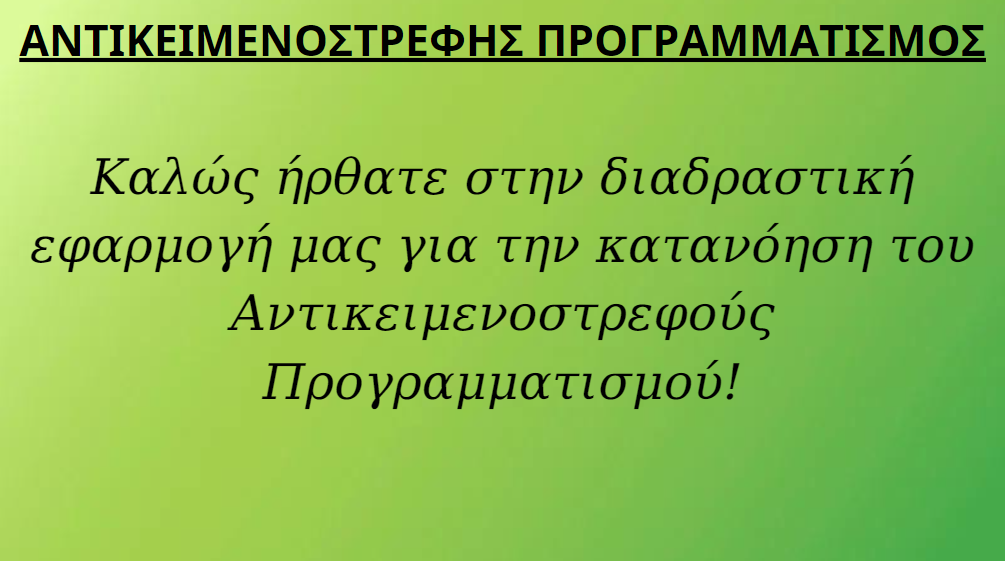 ΑΝΤΙΚΕΙΜΕΝΟΣΤΡΕΦΗΣ ΠΡΟΓΡΑΜΜΑΤΙΣΜΟΣ
Καλώς ήρθατε στην διαδραστική
εφαρμογή μας για την κατανόηση του
Αντικειμενοστρεφούς
Προγραμματισμού!